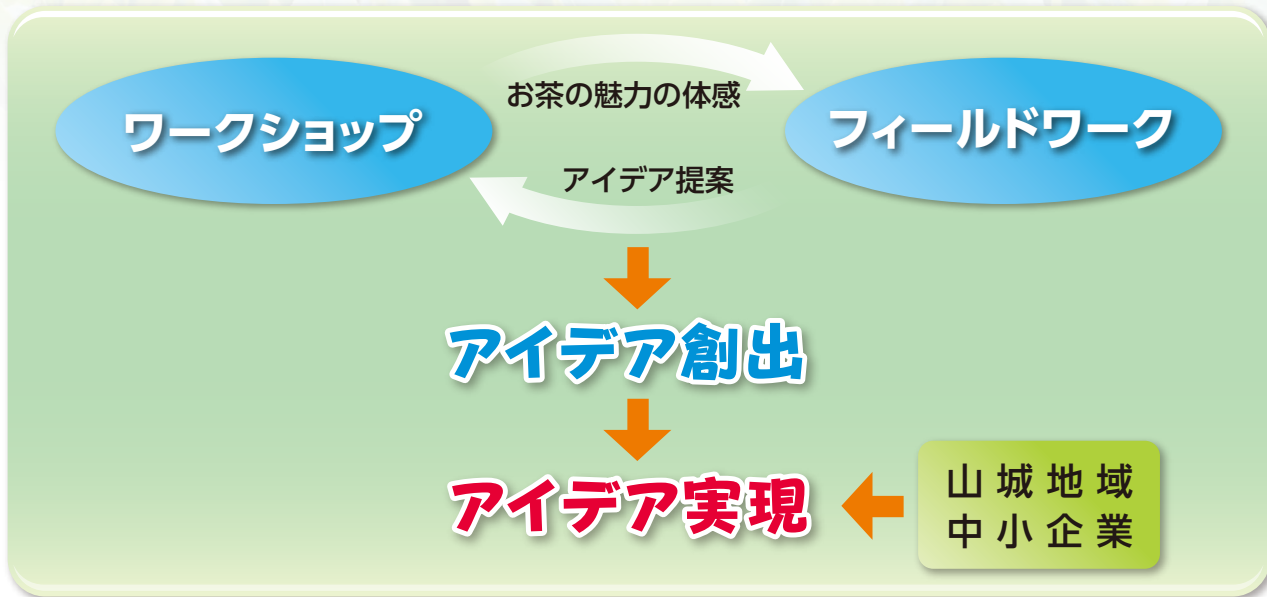 お茶の魅力の体感
ワークショップ
フィールドワーク
アイデア提案
アイデア創出
アイデア実現
山城地域
中小企業